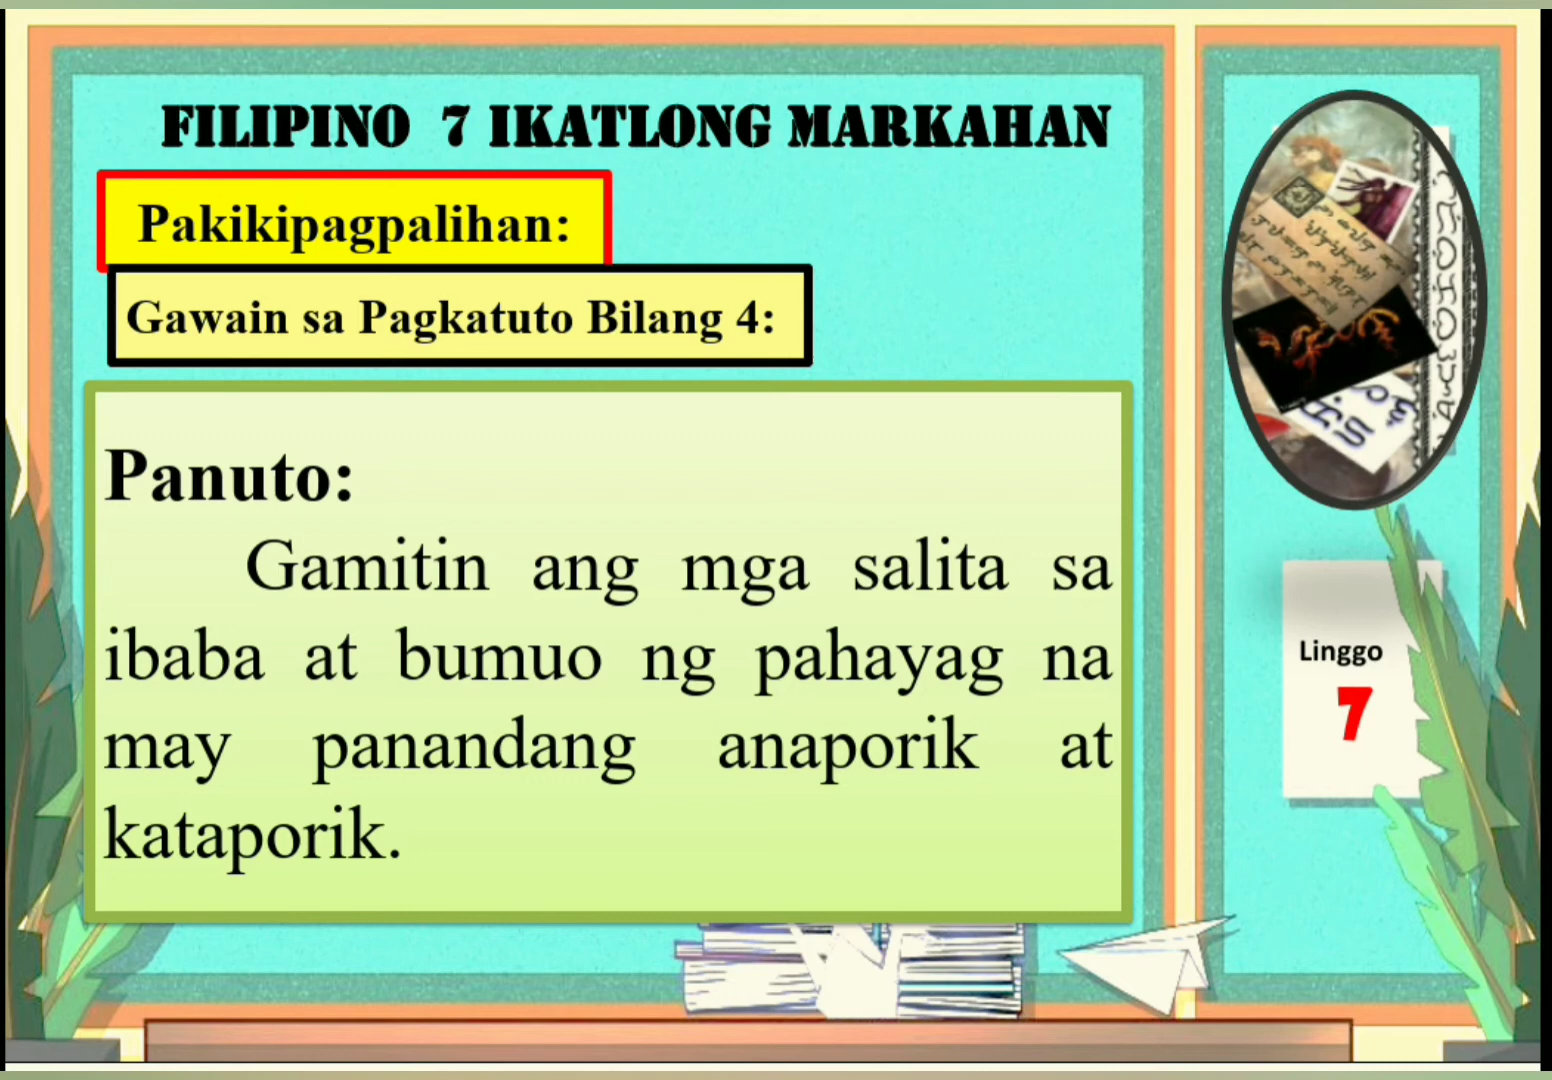 FILIPINO 7 IKATLONG MARKAHAN
Pakikipagpalihan:
Gawain sa Pagkatuto Bilang 4:
Panuto:
Gamitin ang mga salita sa
ibaba at bumuo ng pahayag na
may panandang anaporik at
kataporik.
Linggo
7